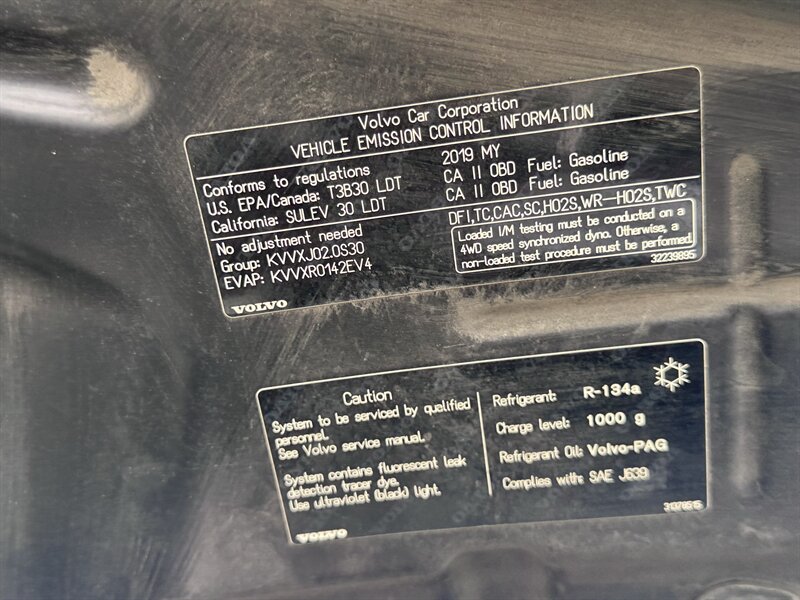 Volvo Car Corporation
VEHICLE EMISSION CONTROL INFORMATION
Conforms to regulations 2019 MY
U.S. EPA/Canada: T3B30 LDT CA II OBD Fuel: Gasoline
California: SULEV 30 LDT CA II OBD Fuel: Gasoline
No adjustment needed
Group: KVVXJ02.0S30
EVAP: KVVXR0142EV4
DFI,TC,CAC,SC,HO2S,WR-HO2S,TWC
Loaded I/M testing must be conducted on a
4WD speed synchronized dyno. Otherwise, a
non-loaded test procedure must be performed.
32239895
VOLVO
Caution
System to be serviced by qualified
personnel.
See Volvo service manual.
System contains fluorescent leak
detection tracer dye.
Use ultraviolet (black) light.
VOLVO
Refrigerant: R-134a
Charge level: 1000 g
Refrigerant Oil: Volvo-PAG
Complies with: SAE J639